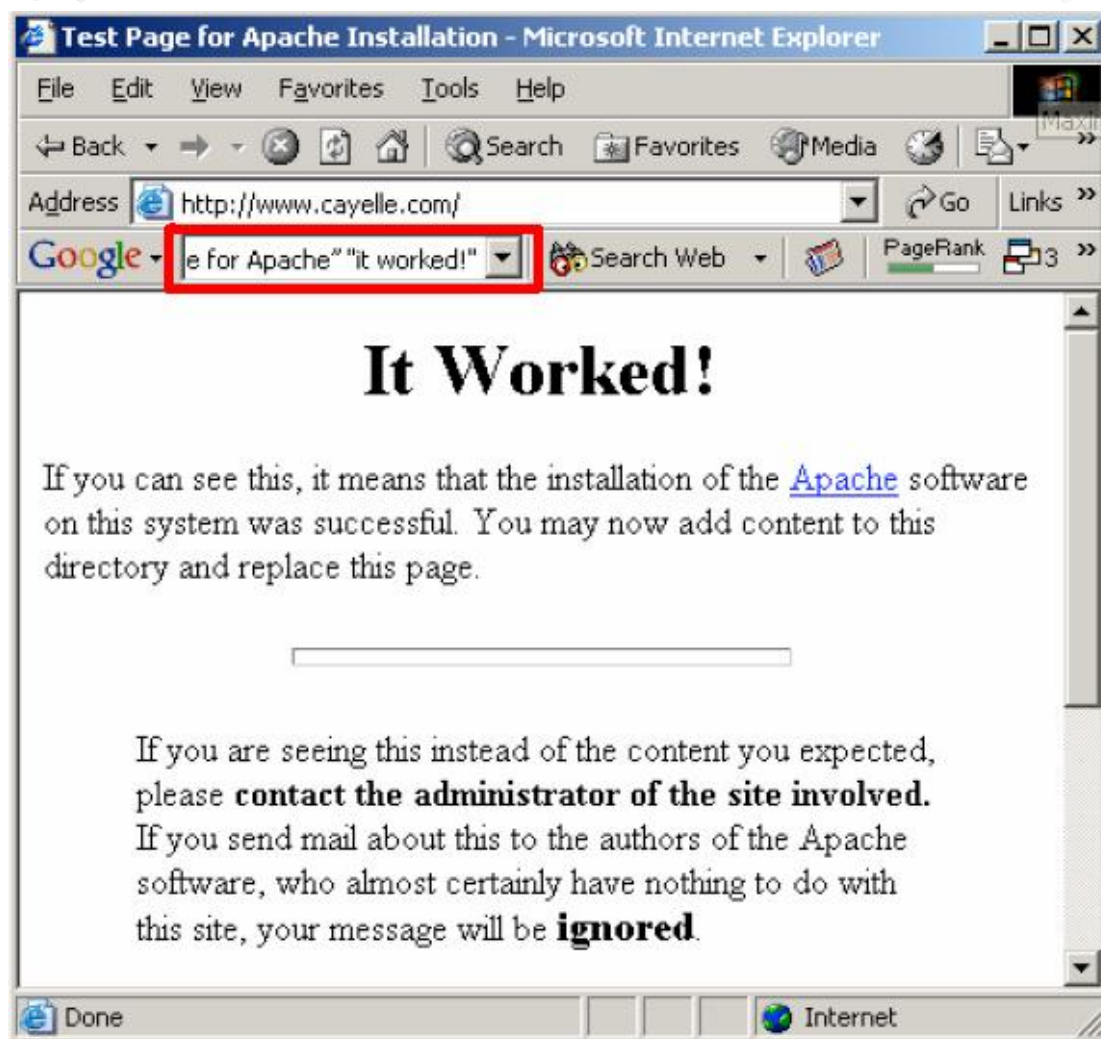 Test Page for Apache Installation - Microsoft Internet Explorer
File Edit View Favorites Tools Help
Back Search Favorites Media »
Address http://www.cayelle.com/ Go Links »
Google e for Apache" "it worked!" Search Web PageRank 3 »
It Worked!
If you can see this, it means that the installation of the Apache software
on this system was successful. You may now add content to this
directory and replace this page.
If you are seeing this instead of the content you expected,
please contact the administrator of the site involved.
If you send mail about this to the authors of the Apache
software, who almost certainly have nothing to do with
this site, your message will be ignored.
Done Internet